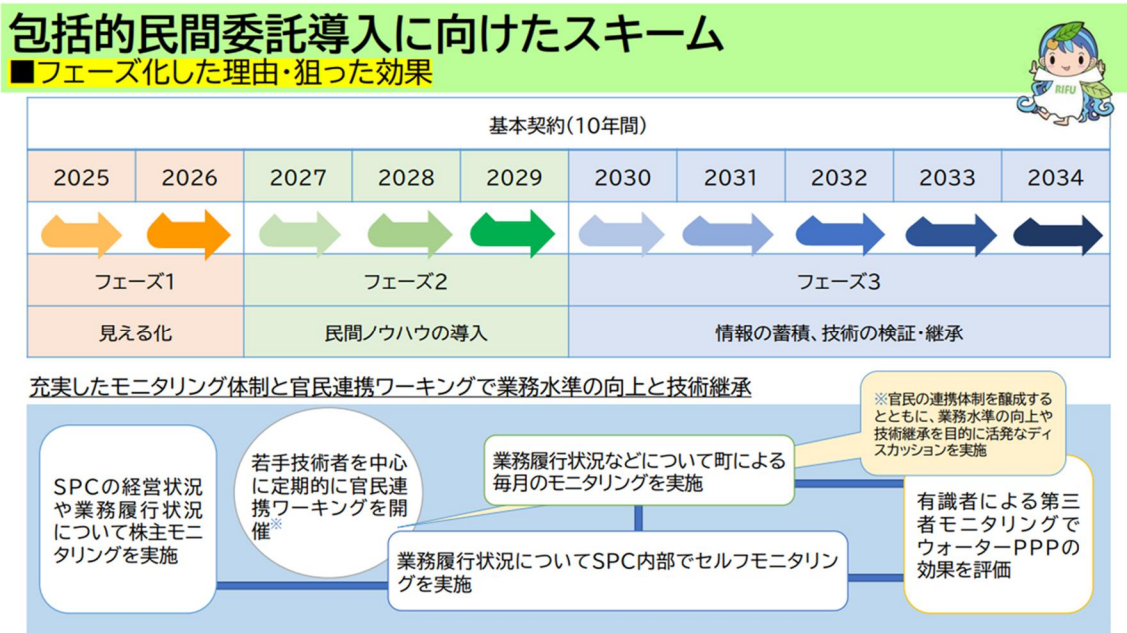 包括的民間委託導入に向けたスキーム
■フェーズ化した理由・狙った効果
RIFU
基本契約(10年間)
2025 2026 2027 2028 2029 2030 2031 2032 2033 2034
フェーズ1 フェーズ2 フェーズ3
見える化 民間ノウハウの導入 情報の蓄積、技術の検証・継承
充実したモニタリング体制と官民連携ワーキングで業務水準の向上と技術継承
※官民の連携体制を醸成する
とともに、業務水準の向上や
技術継承を目的に活発なディ
スカッションを実施
SPCの経営状況
や業務履行状況
について株主モニ
タリングを実施
若手技術者を中心
に定期的に官民連
携ワーキングを開
催※
業務履行状況などについて町による
毎月のモニタリングを実施
業務履行状況についてSPC内部でセルフモニタリン
グを実施
有識者による第三
者モニタリングで
ウォーターPPPの
効果を評価